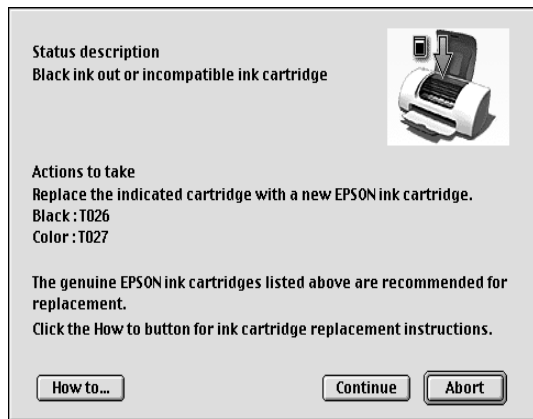 Status description
Black ink out or incompatible ink cartridge
Actions to take
Replace the indicated cartridge with a new EPSON ink cartridge.
Black : T026
Color : T027
The genuine EPSON ink cartridges listed above are recommended for
replacement.
Click the How to button for ink cartridge replacement instructions.
How to...
Continue
Abort